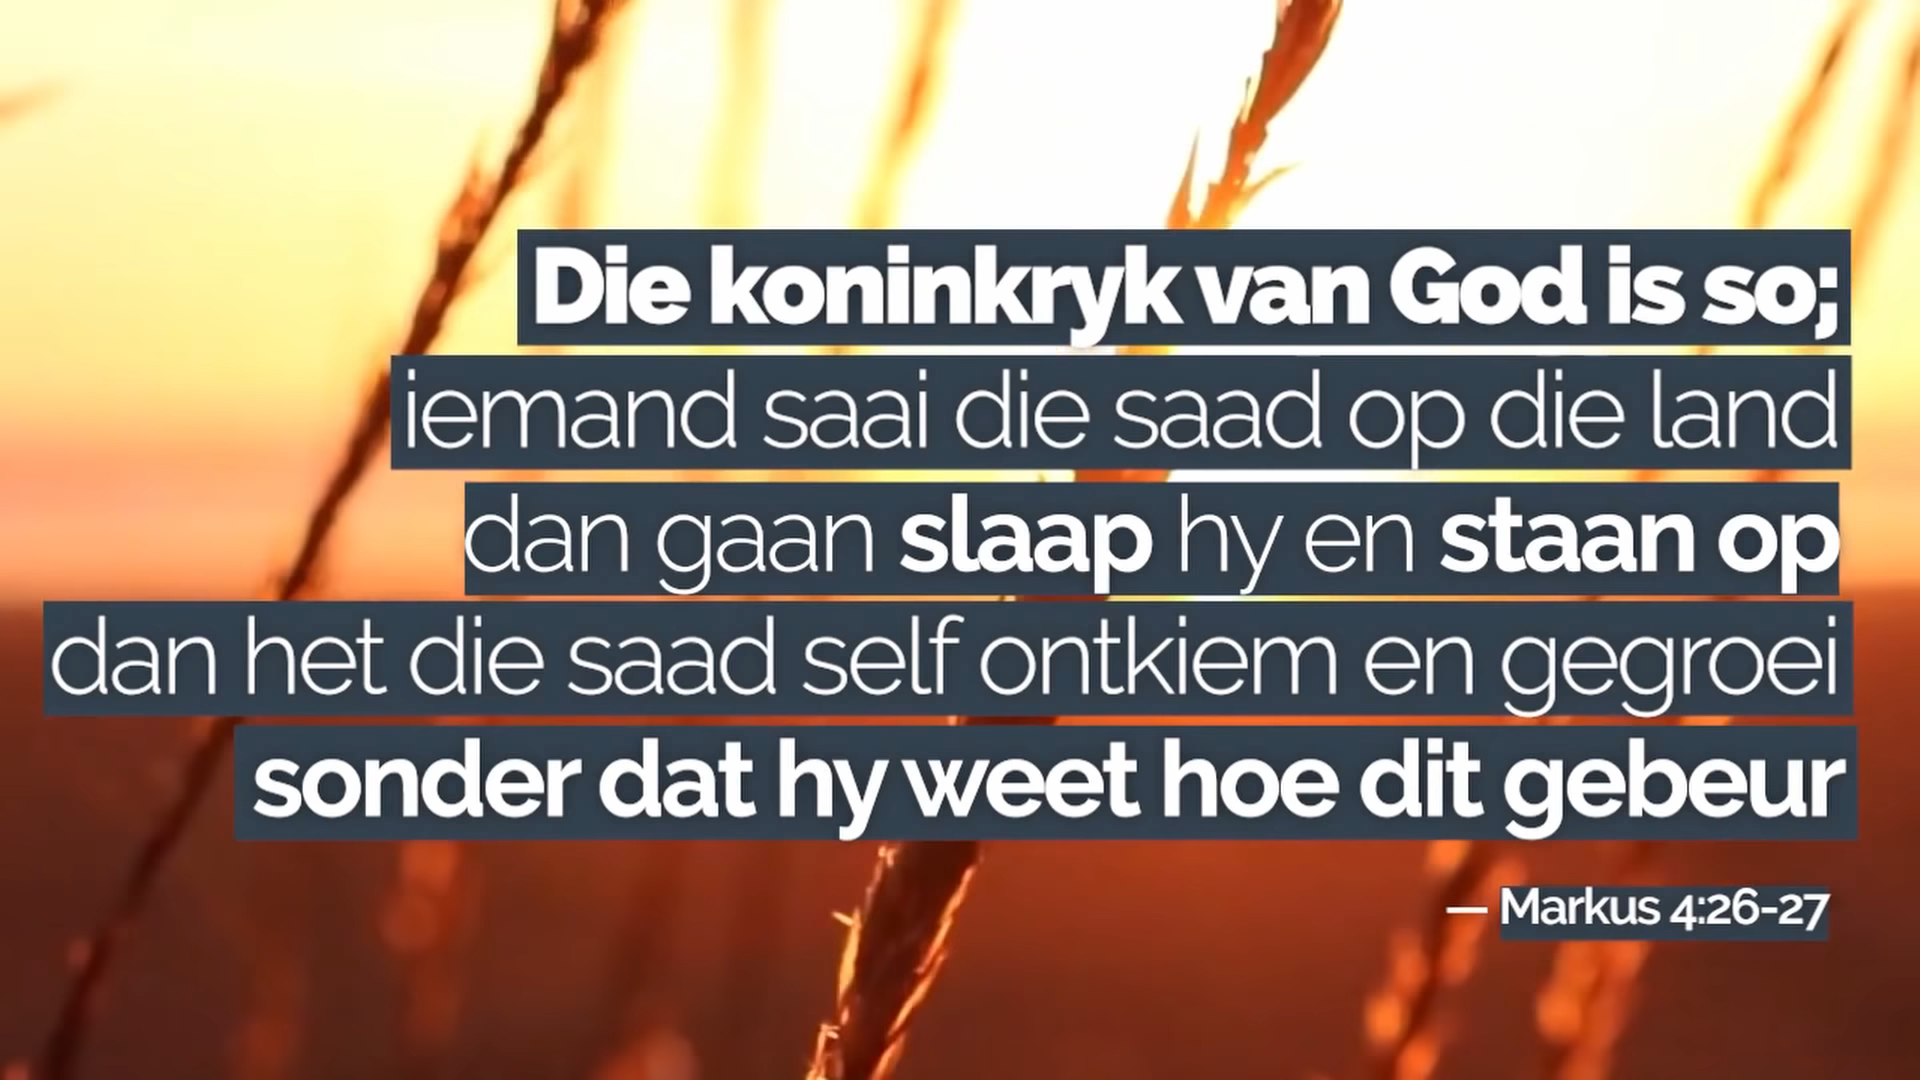 Die koninkryk van God is so;
iemand saai die saad op die land
dan gaan slaap hy en staan op
dan het die saad self ontkiem en gegroei
sonder dat hy weet hoe dit gebeur
— Markus 4:26-27